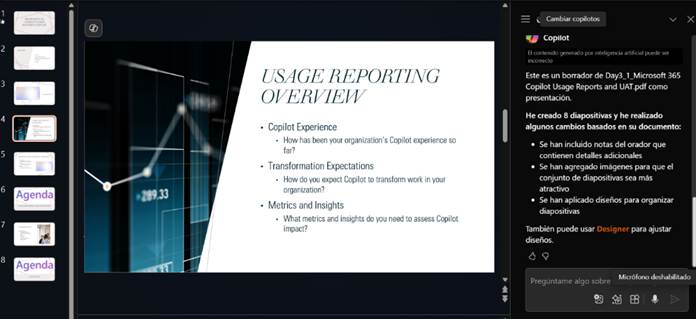 1
2
3
4
5
6
Agenda
7
8
Agenda
289.33
USAGE REPORTING
OVERVIEW
• Copilot Experience
• How has been your organization's Copilot experience so
far?
• Transformation Expectations
• How do you expect Copilot to transform work in your
organization?
• Metrics and Insights
• What metrics and insights do you need to assess Copilot
impact?
Cambiar copilotos
Copilot
El contenido generado por inteligencia artificial puede ser
incorrecto
Este es un borrador de Day3_1_Microsoft 365
Copilot Usage Reports and UAT.pdf como
presentación.
He creado 8 diapositivas y he realizado
algunos cambios basados en su documento:
• Se han incluido notas del orador que
contienen detalles adicionales
• Se han agregado imágenes para que el
conjunto de diapositivas sea más
atractivo
• Se han aplicado diseños para organizar
diapositivas
También puede usar Designer para ajustar
diseños.
Pregúntame algo sobre
Micrófono deshabilitado